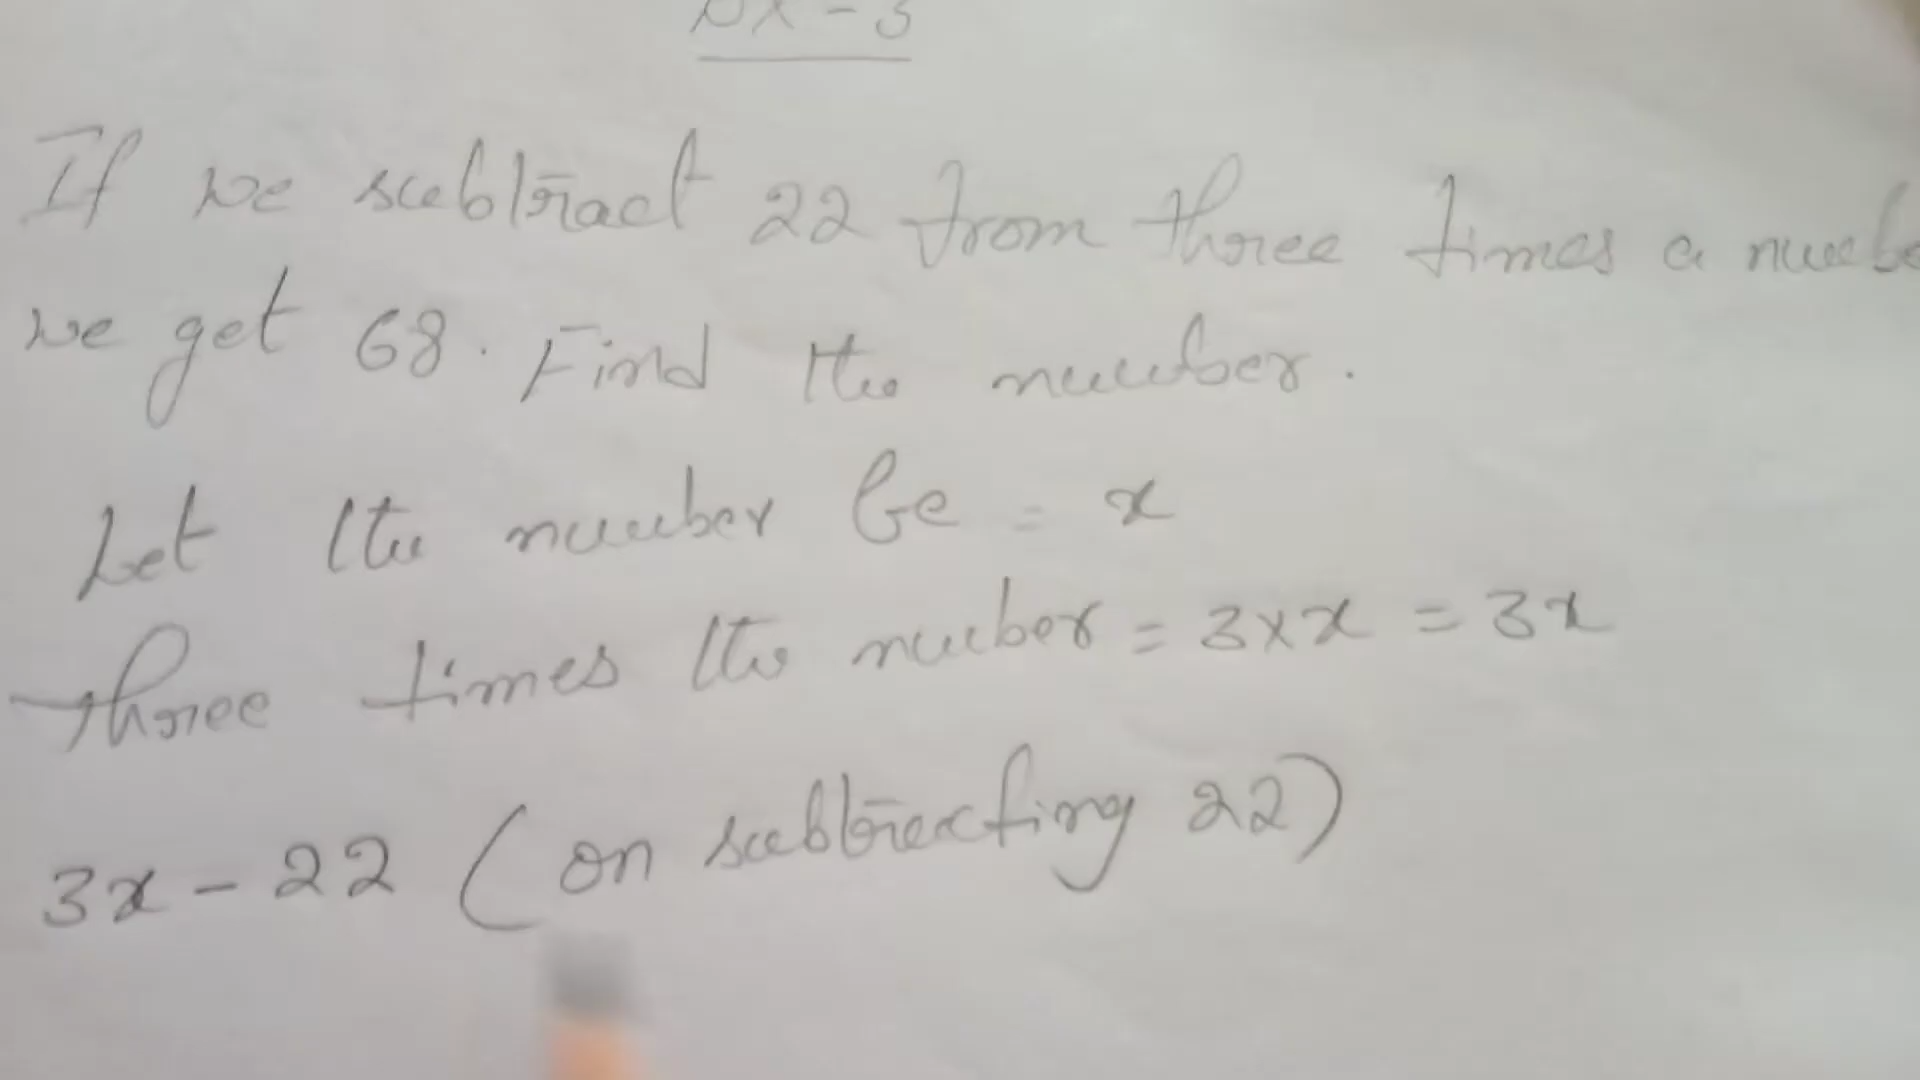 If we subtract 22 from three times a
we get 68. Find the number.
Let the number be = x
three times the number = 3 x x = 3x
3x - 22 (on subtracting 22)